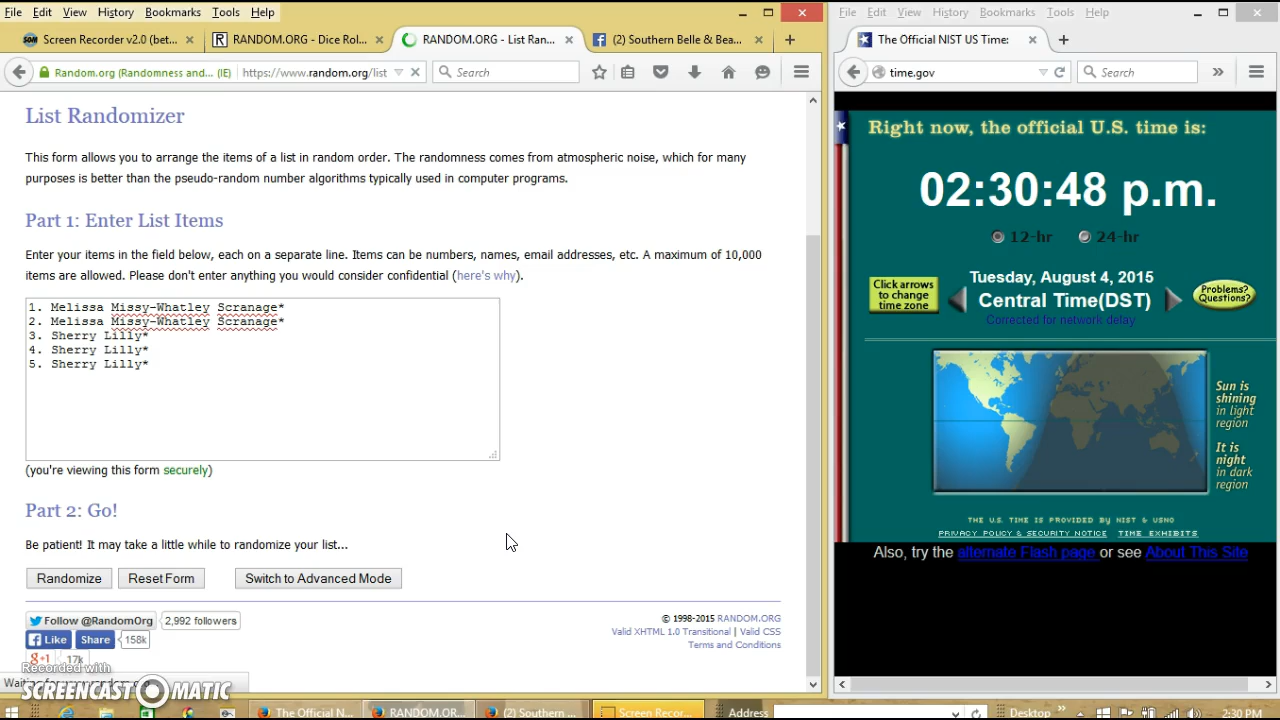 File Edit View History Bookmarks Tools Help
Screen Recorder v2.0 (bet...
RANDOM.ORG - Dice Rol...
RANDOM.ORG - List Ran...
(2) Southern Belle & Bea...
Random.org (Randomness and... (IE)
https://www.random.org/list
Search
List Randomizer
This form allows you to arrange the items of a list in random order. The randomness comes from atmospheric noise, which for many
purposes is better than the pseudo-random number algorithms typically used in computer programs.
Part 1: Enter List Items
Enter your items in the field below, each on a separate line. Items can be numbers, names, email addresses, etc. A maximum of 10,000
items are allowed. Please don't enter anything you would consider confidential (here's why).
1. Melissa Missy-Whatley Scranage*
2. Melissa Missy-Whatley Scranage*
3. Sherry Lilly*
4. Sherry Lilly*
5. Sherry Lilly*
(you're viewing this form securely)
Part 2: Go!
Be patient! It may take a little while to randomize your list...
Randomize
Reset Form
Switch to Advanced Mode
Follow @RandomOrg
2,992 followers
Like
Share
158k
g+1
17k
© 1998-2015 RANDOM.ORG
Valid XHTML 1.0 Transitional | Valid CSS
Terms and Conditions
Recorded with
SCREENCAST-O-MATIC
File Edit View History Bookmarks Tools Help
The Official NIST US Time:
time.gov
Search
Right now, the official U.S. time is:
02:30:48 p.m.
12-hr
24-hr
Click arrows
to change
time zone
Tuesday, August 4, 2015
Central Time(DST)
Corrected for network delay
Problems?
Questions?
Sun is
shining
in light
region
It is
night
in dark
region
THE U.S. TIME IS PROVIDED BY NIST & USNO
PRIVACY POLICY & SECURITY NOTICE
TIME EXHIBITS
Also, try the alternate Flash page or see About This Site
The Official N...
RANDOM.OR...
(2) Southern ...
Screen Recor...
Address
Desktop
2:30 PM